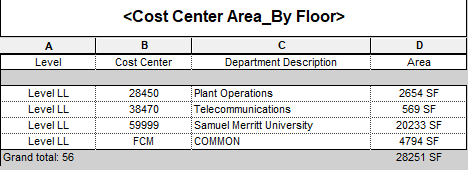 <Cost Center Area_By Floor>
A B C D
Level Cost Center Department Description Area
Level LL 28450 Plant Operations 2654 SF
Level LL 38470 Telecommunications 569 SF
Level LL 59999 Samuel Merritt University 20233 SF
Level LL FCM COMMON 4794 SF
Grand total: 56 28251 SF